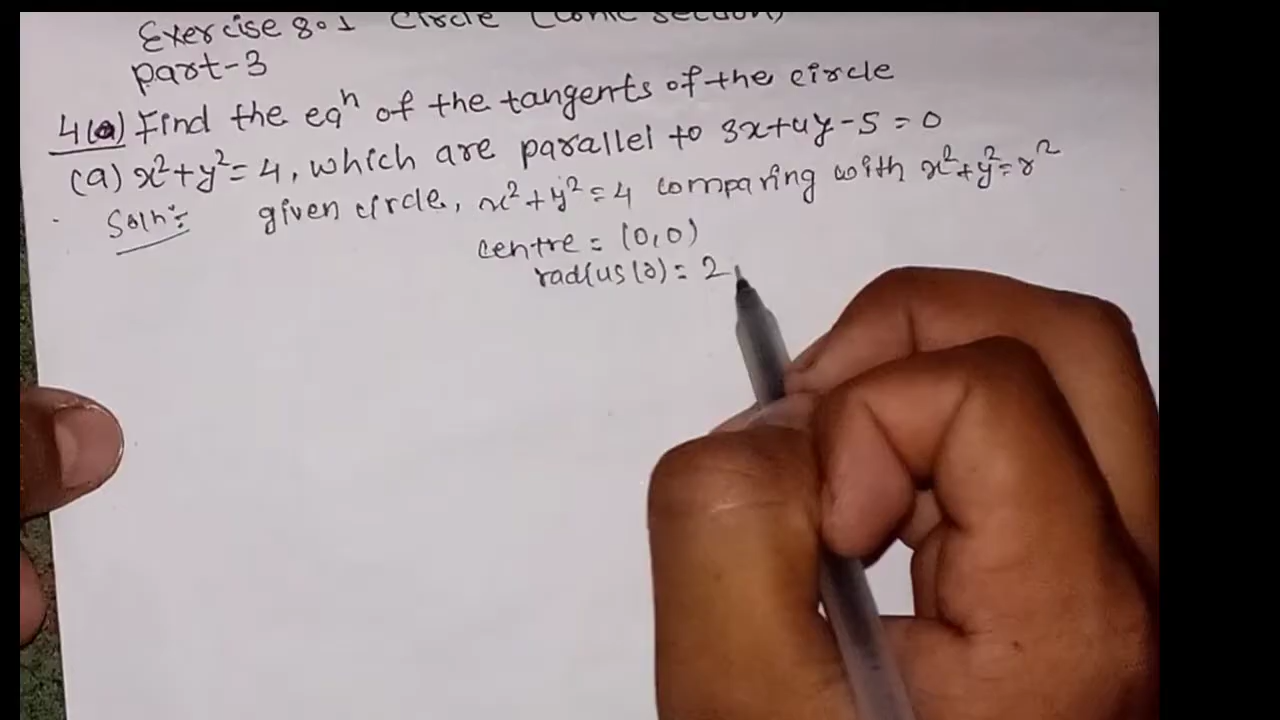 Exercise 8.1 Circle (conic section)
part-3
4(a) Find the eqⁿ of the tangents of the circle
(a) x²+y²=4, which are parallel to 3x+4y-5=0
Solⁿ: given circle, x²+y²=4 comparing with x²+y²=r²
centre = (0,0)
radius(r) = 2